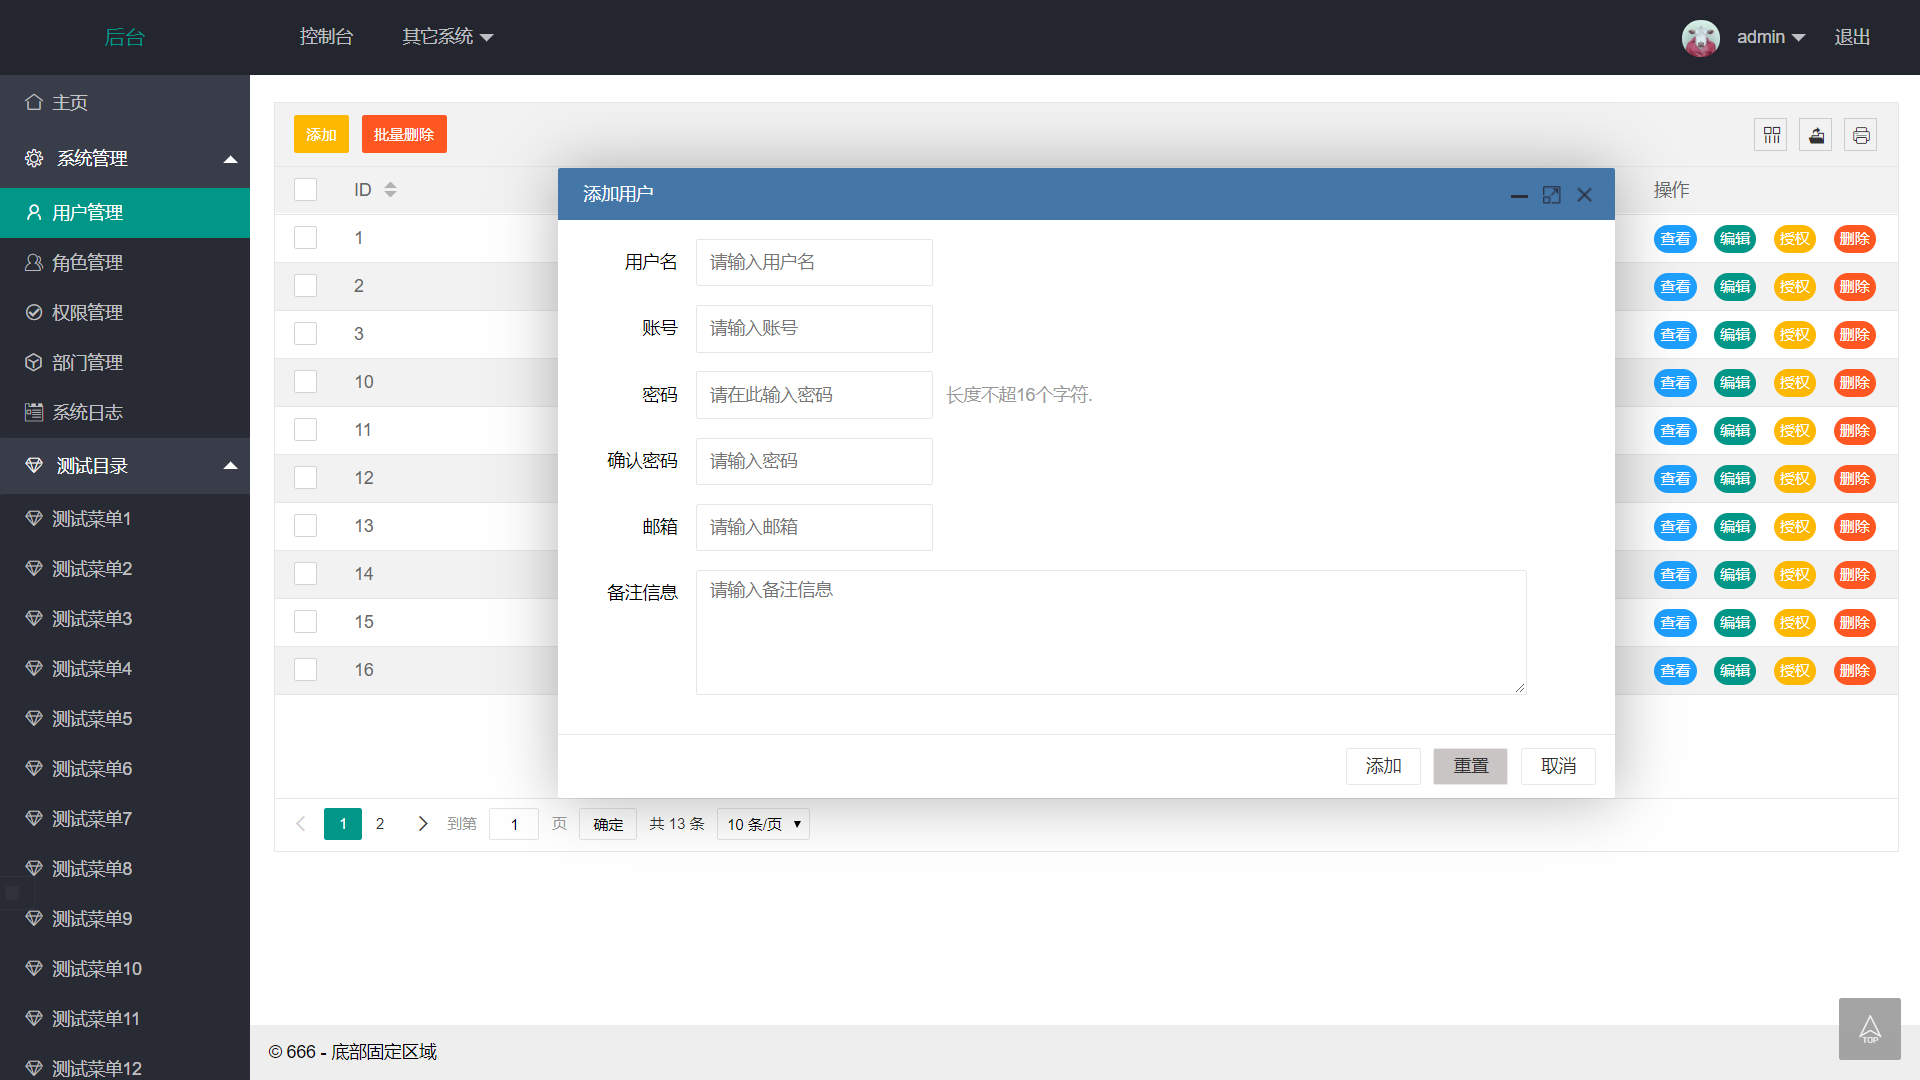 后台 控制台 其它系统 admin 退出
主页
系统管理
用户管理
角色管理
权限管理
部门管理
系统日志
测试目录
测试菜单1
测试菜单2
测试菜单3
测试菜单4
测试菜单5
测试菜单6
测试菜单7
测试菜单8
测试菜单9
测试菜单10
测试菜单11
测试菜单12
添加 批量删除
ID 操作
1 查看 编辑 授权 删除
2 查看 编辑 授权 删除
3 查看 编辑 授权 删除
10 查看 编辑 授权 删除
11 查看 编辑 授权 删除
12 查看 编辑 授权 删除
13 查看 编辑 授权 删除
14 查看 编辑 授权 删除
15 查看 编辑 授权 删除
16 查看 编辑 授权 删除
添加用户
用户名 请输入用户名
账号 请输入账号
密码 请在此输入密码 长度不超16个字符.
确认密码 请输入密码
邮箱 请输入邮箱
备注信息 请输入备注信息
添加 重置 取消
1 2 到第 1 页 确定 共 13 条 10 条/页
TOP
© 666 - 底部固定区域